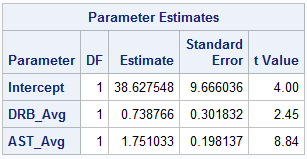 Parameter Estimates
Parameter DF Estimate Standard Error t Value
Intercept 1 38.627548 9.666036 4.00
DRB_Avg 1 0.738766 0.301832 2.45
AST_Avg 1 1.751033 0.198137 8.84